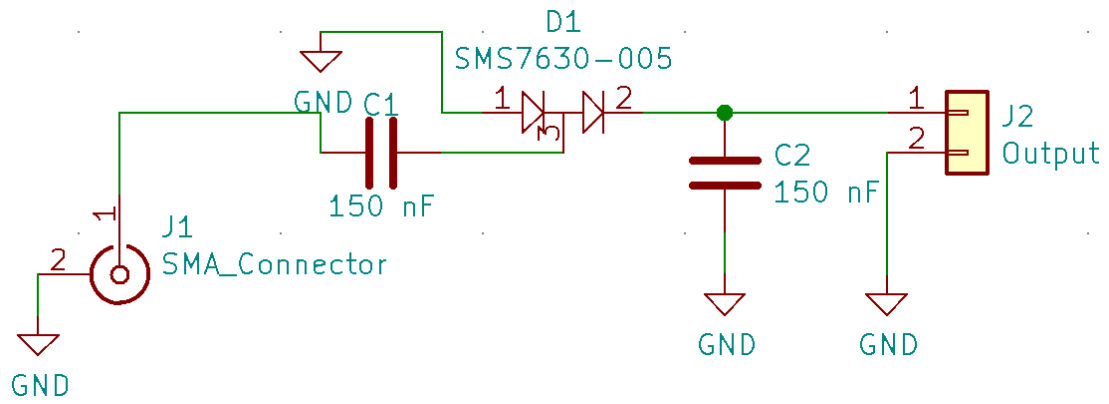 D1
SMS7630-005
GND
C1
1
2
3
150 nF
1
J1
SMA_Connector
2
GND
C2
150 nF
GND
1
2
J2
Output
GND